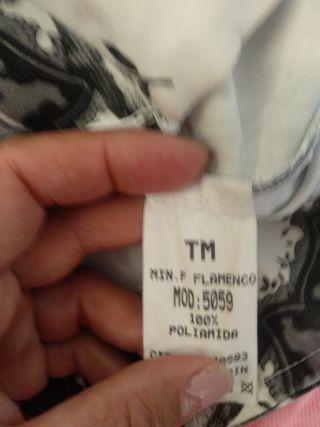 TM
MIN.F FLAMENCO
MOD:5059
100%
POLIAMIDA